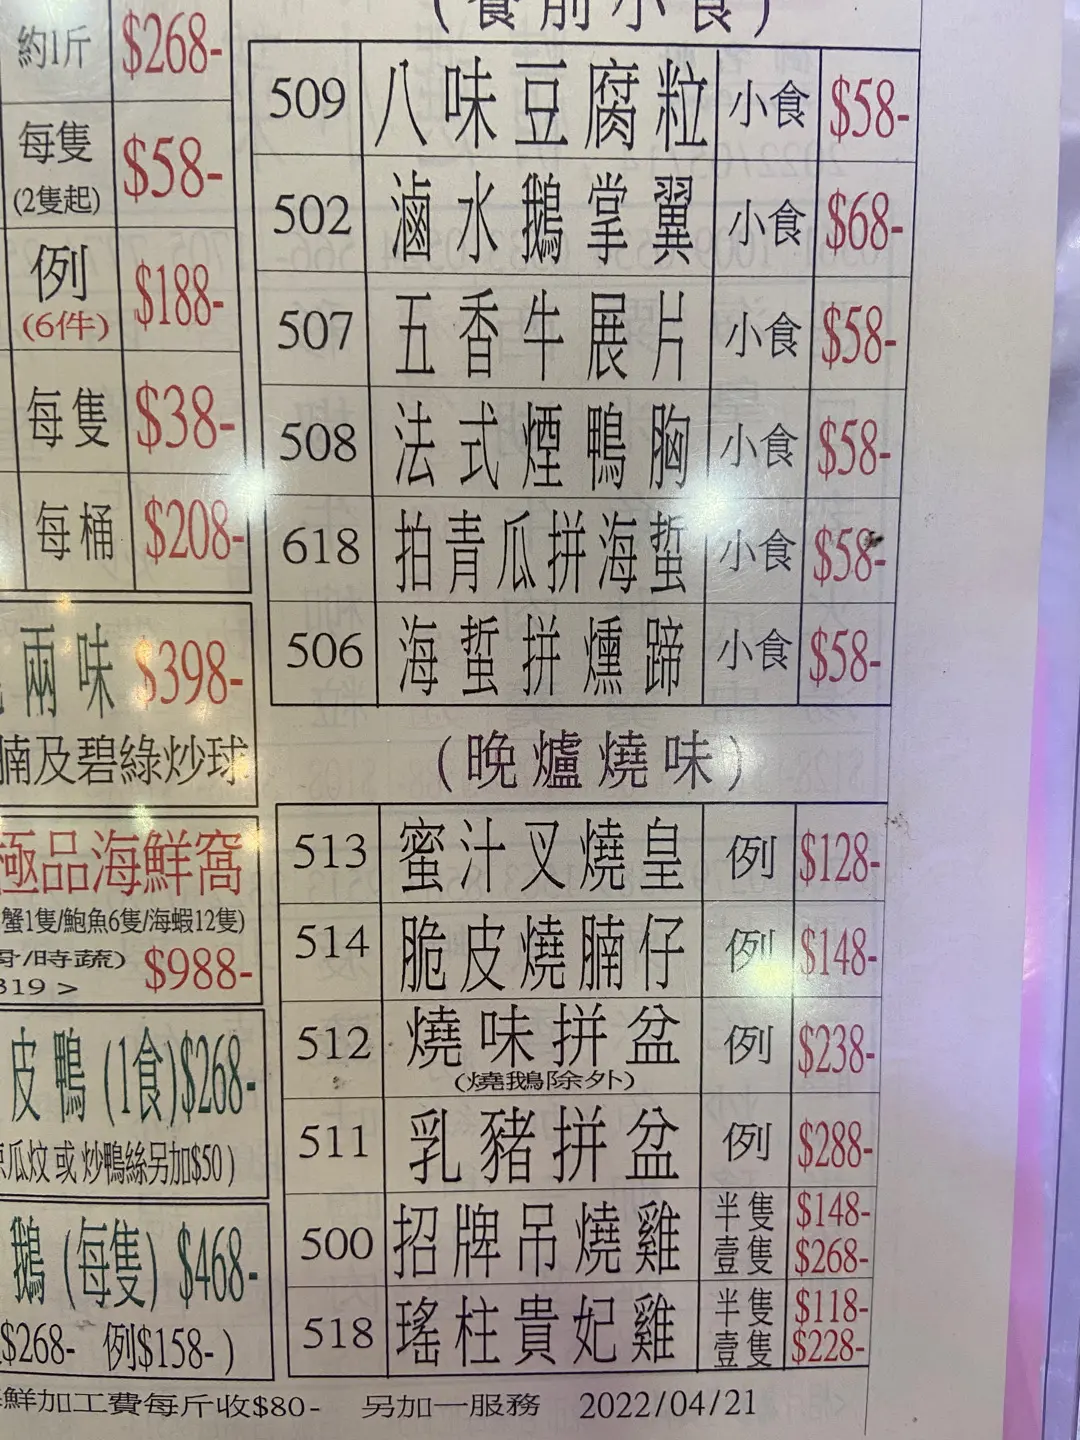 約1斤 $268-
每隻 (2隻起) $58-
例 (6件) $188-
每隻 $38-
每桶 $208-
兩味 $398-
腩及碧綠炒球
極品海鮮窩
蟹1隻/鮑魚6隻/海蝦12隻)
/時蔬) $988-
319 >
皮鴨 (1食) $268-
瓜炆 或 炒鴨絲另加$50 )
鵝 (每隻) $468-
$268- 例$158- )
(餐前小食)
509 八味豆腐粒 小食 $58-
502 滷水鵝掌翼 小食 $68-
507 五香牛展片 小食 $58-
508 法式煙鴨胸 小食 $58-
618 拍青瓜拼海蜇 小食 $58-
506 海蜇拼燻蹄 小食 $58-
(晚爐燒味)
513 蜜汁叉燒皇 例 $128-
514 脆皮燒腩仔 例 $148-
512 燒味拼盆 例 $238-
(燒鵝除外)
511 乳豬拼盆 例 $288-
500 招牌吊燒雞 半隻 $148-
壹隻 $268-
518 瑤柱貴妃雞 半隻 $118-
壹隻 $228-
鮮加工費每斤收$80- 另加一服務 2022/04/21